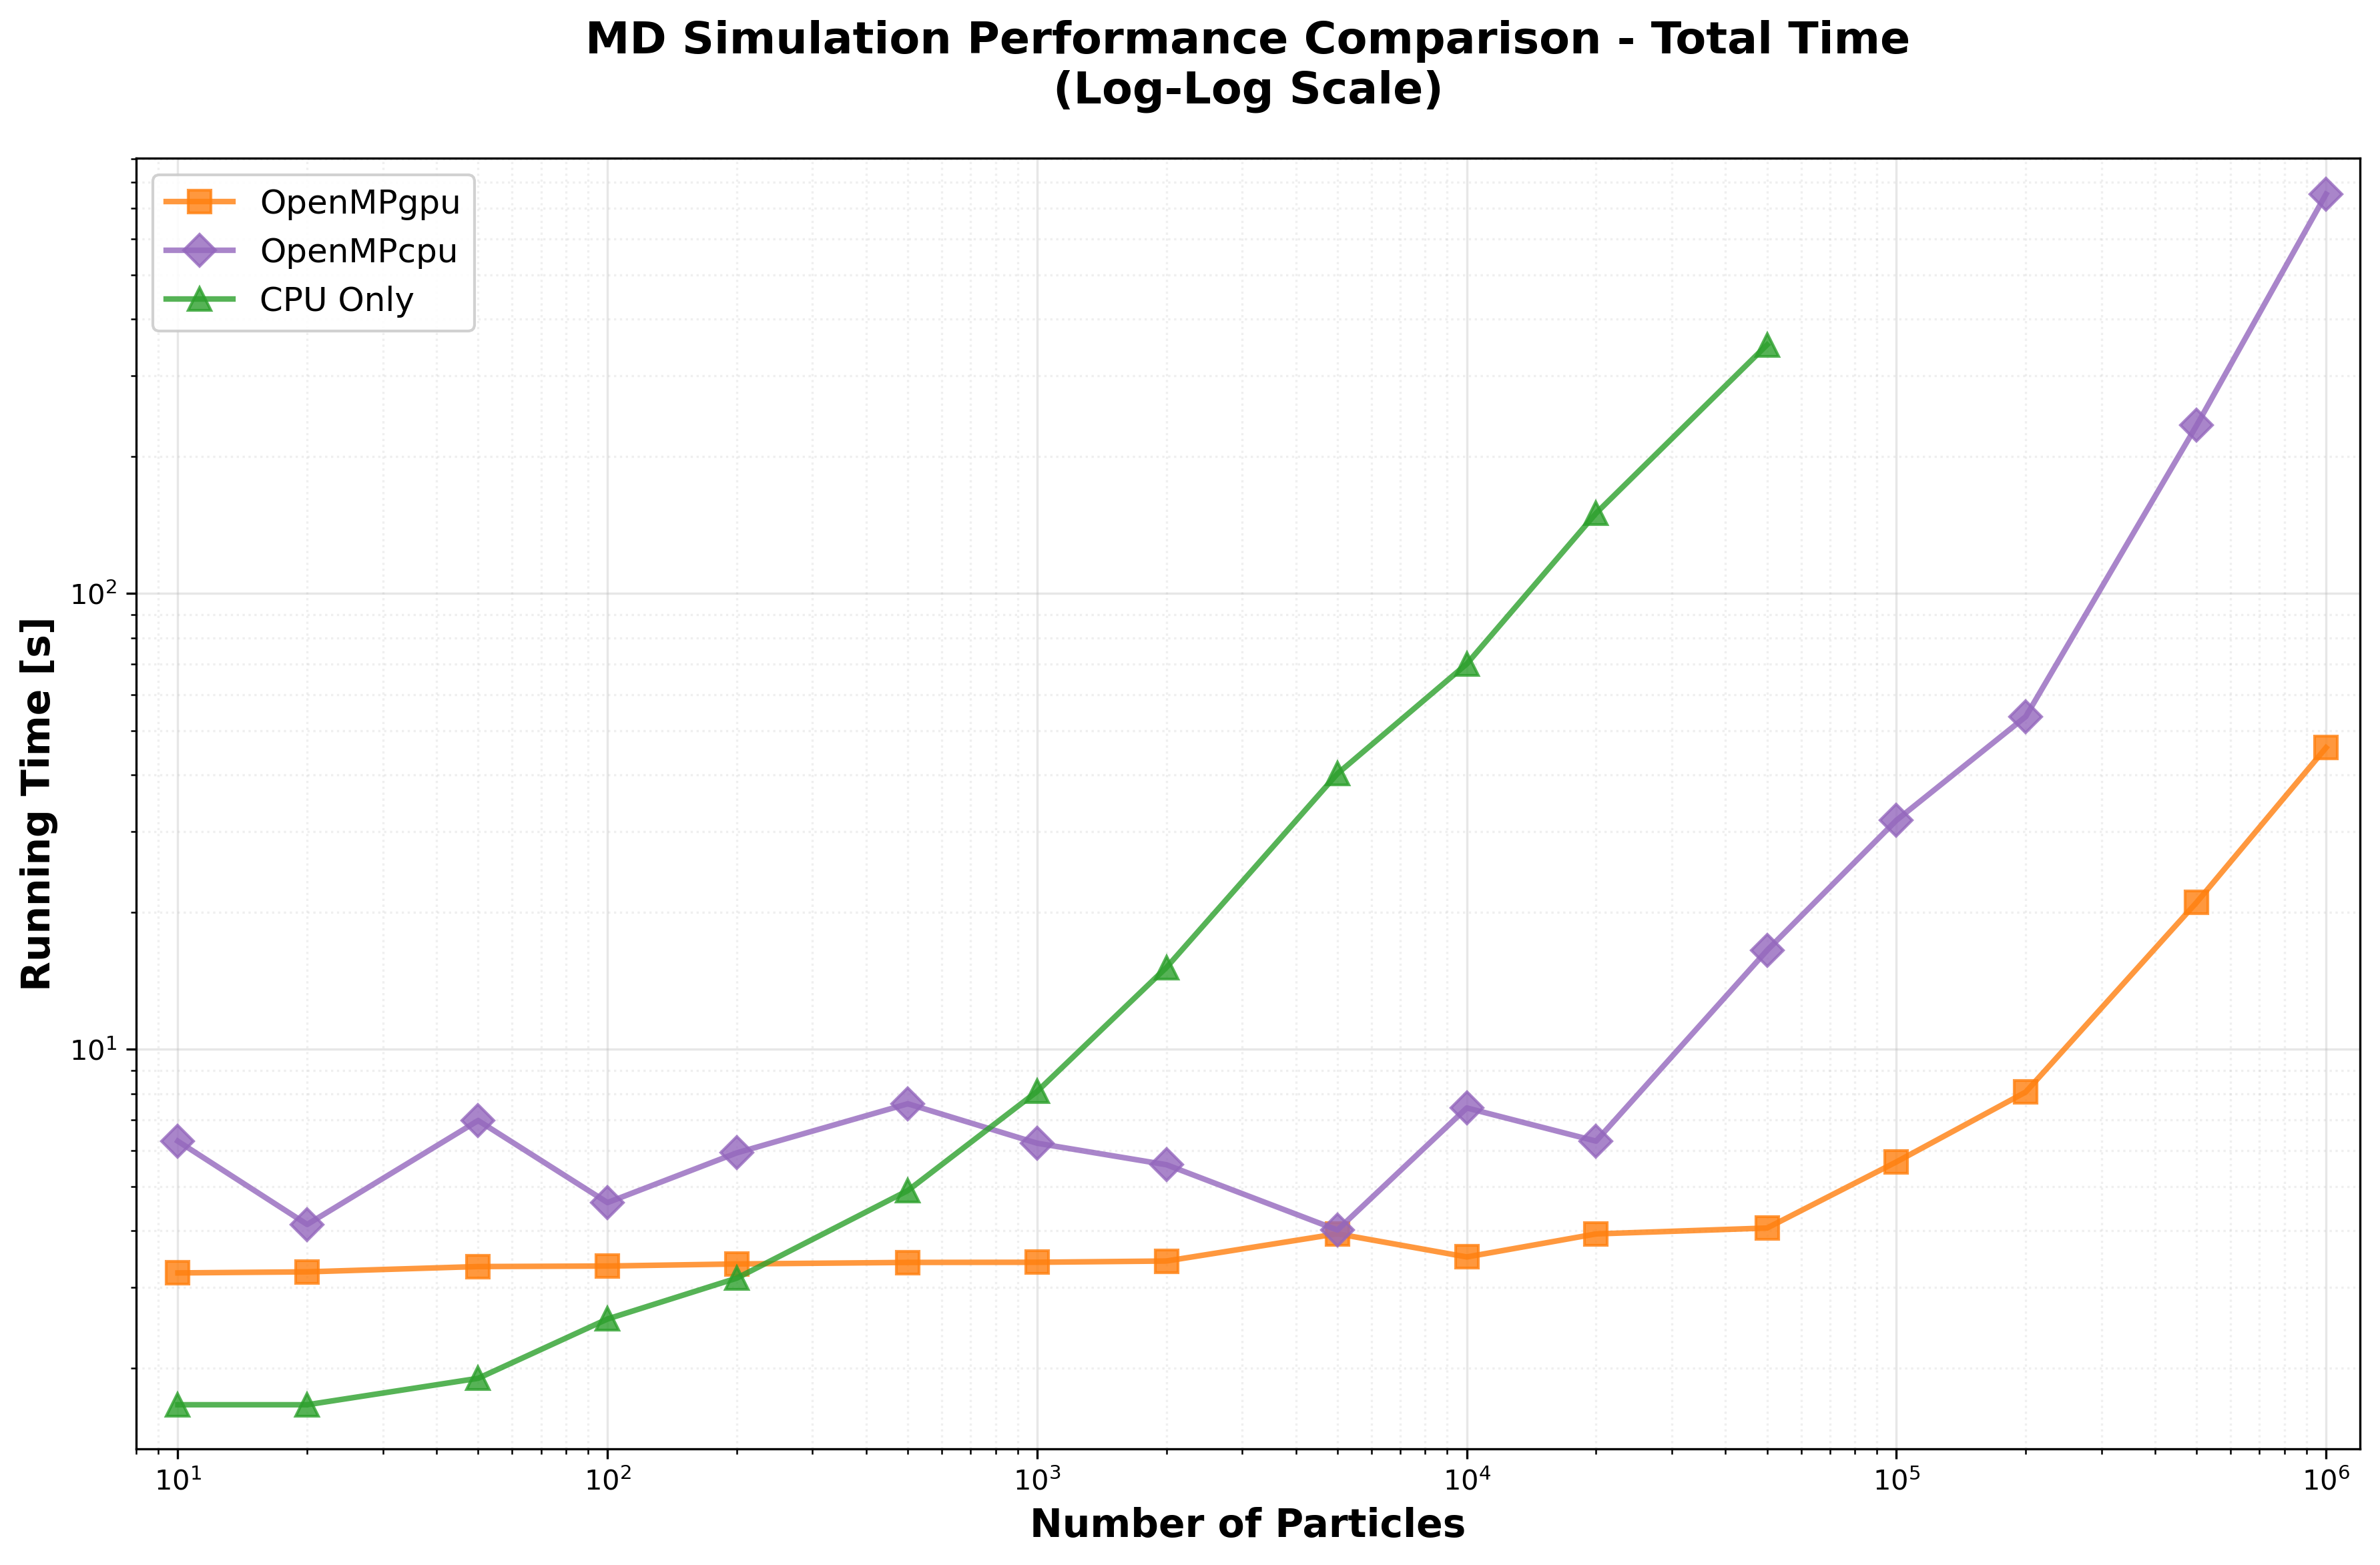 MD Simulation Performance Comparison - Total Time
(Log-Log Scale)
OpenMPgpu
OpenMPcpu
CPU Only
Running Time [s]
10²
10¹
10¹
10²
10³
10⁴
10⁵
10⁶
Number of Particles